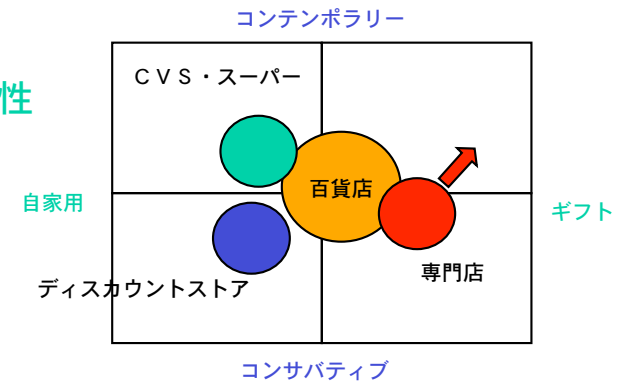 コンテンポラリー
ＣＶＳ・スーパー
性
百貨店
自家用
ギフト
専門店
ディスカウントストア
コンサバティブ